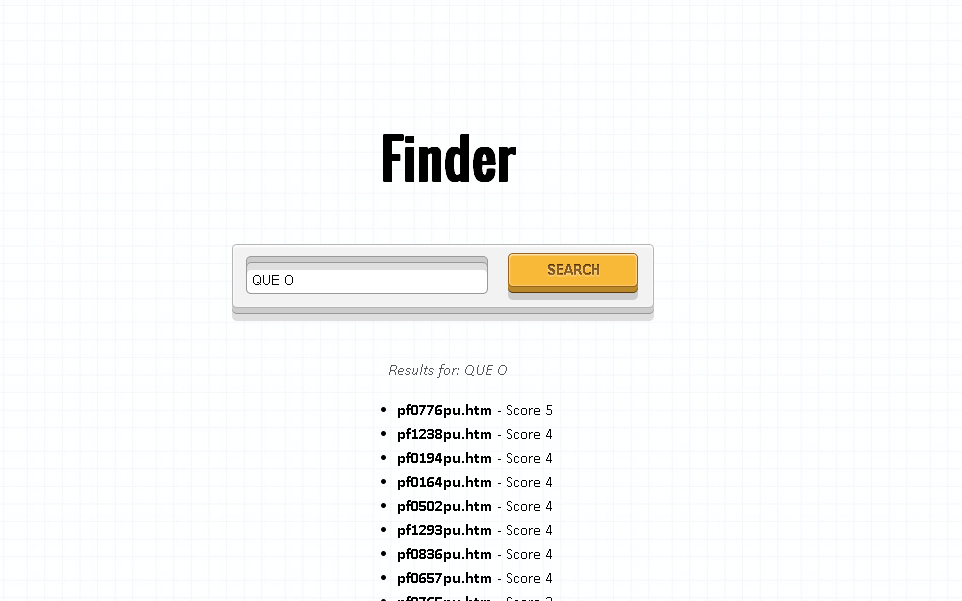 Finder
QUE O
SEARCH
Results for: QUE O
• pf0776pu.htm - Score 5
• pf1238pu.htm - Score 4
• pf0194pu.htm - Score 4
• pf0164pu.htm - Score 4
• pf0502pu.htm - Score 4
• pf1293pu.htm - Score 4
• pf0836pu.htm - Score 4
• pf0657pu.htm - Score 4